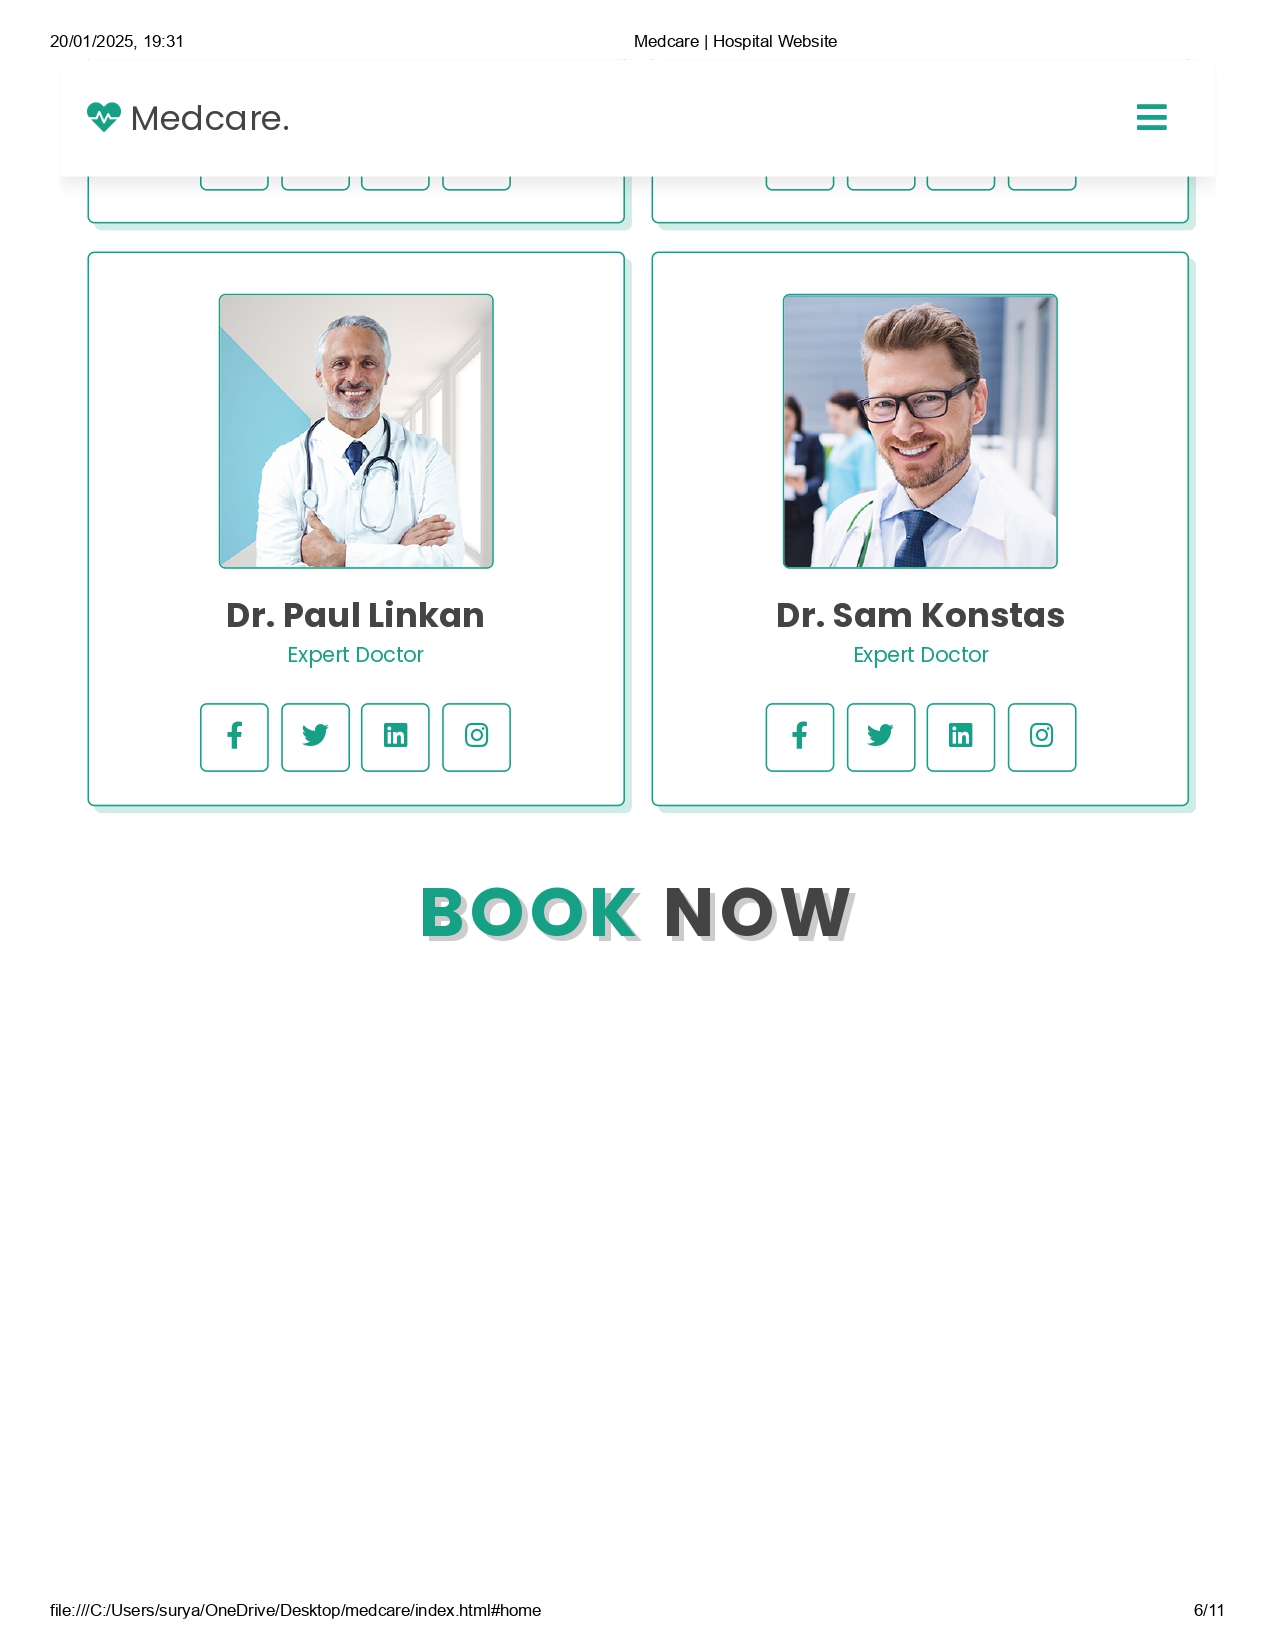 20/01/2025, 19:31 Medcare | Hospital Website
Medcare.
Dr. Paul Linkan Dr. Sam Konstas
Expert Doctor Expert Doctor
BOOK NOW
file:///C:/Users/surya/OneDrive/Desktop/medcare/index.html#home 6/11